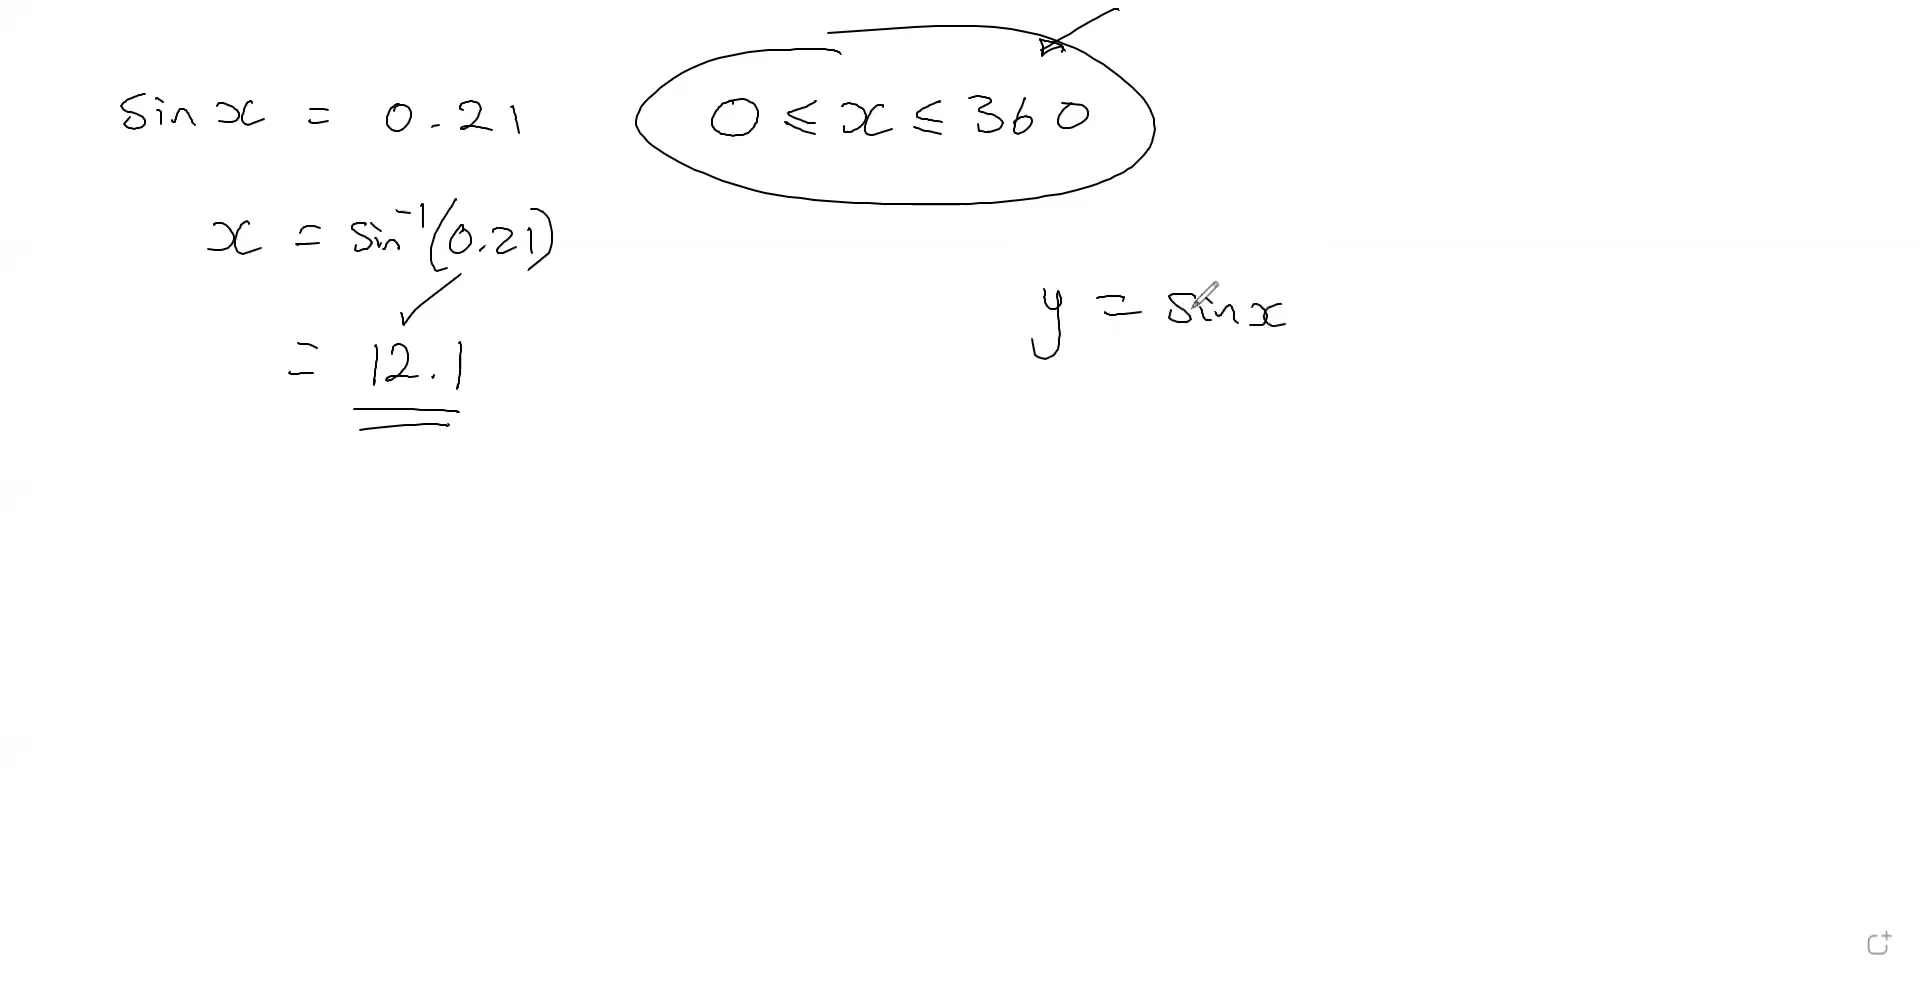 sin x = 0.21 0 ≤ x ≤ 360
x = sin⁻¹(0.21)
y = sin x
= 12.1